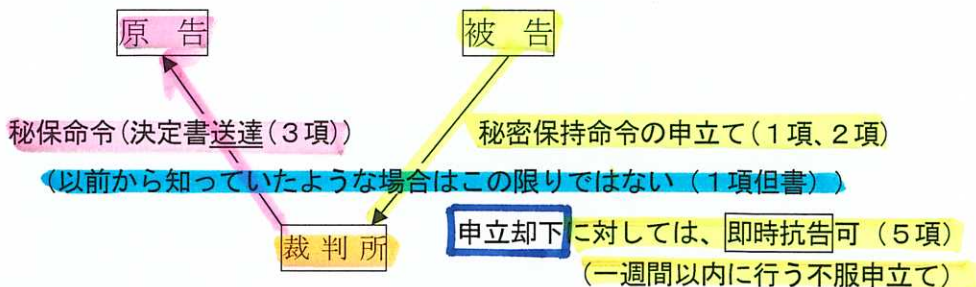 原 告 被 告
秘保命令(決定書送達(3項)) 秘密保持命令の申立て(1項、2項)
(以前から知っていたような場合はこの限りではない(1項但書))
裁 判 所 申立却下に対しては、即時抗告可(5項)
(一週間以内に行う不服申立て)